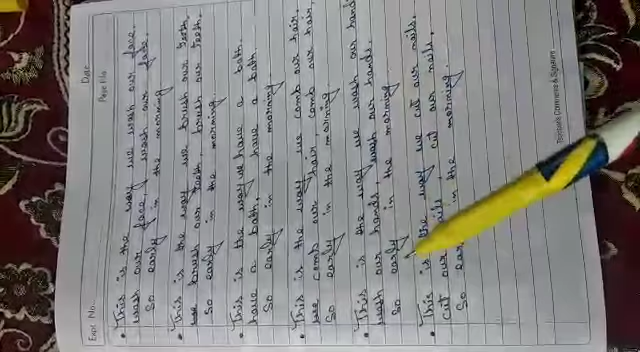 Expt. No.
Date
Page No.
• This is the way we wash our face,
wash our face, wash our face.
So early in the morning.
• This is the way we brush our teeth,
we brush our teeth, brush our teeth.
So early in the morning.
• This is the way we have a bath,
have a bath, have a bath.
So early in the morning
• This is the way we comb our hair,
we comb our hair, comb our hair,
So early in the morning
• This is the way we wash our hands
wash our hands, wash our hands.
So early in the morning
• This is the way we cut our nails,
cut our nails cut our nails,
So in the morning.
Teacher's Comments & Signature